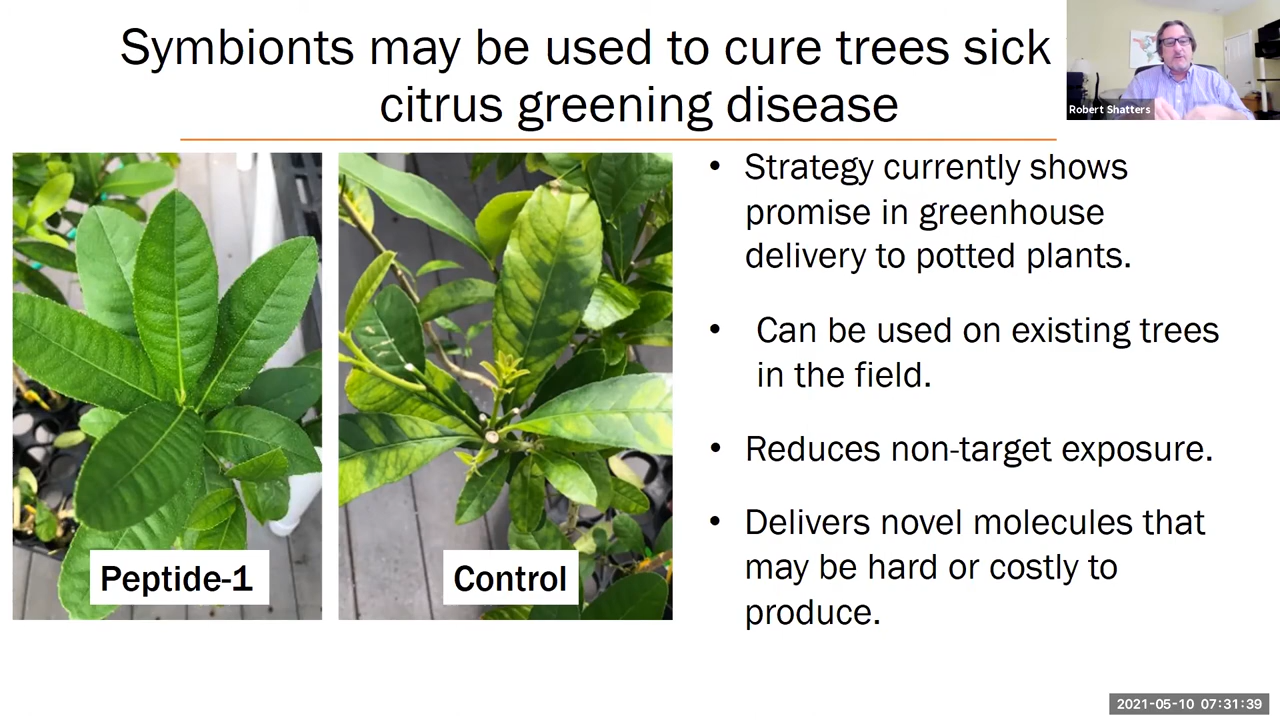 Symbionts may be used to cure trees sick
citrus greening disease
Robert Shatters
• Strategy currently shows
promise in greenhouse
delivery to potted plants.
• Can be used on existing trees
in the field.
• Reduces non-target exposure.
• Delivers novel molecules that
may be hard or costly to
produce.
Peptide-1
Control
2021-05-10 07:31:39